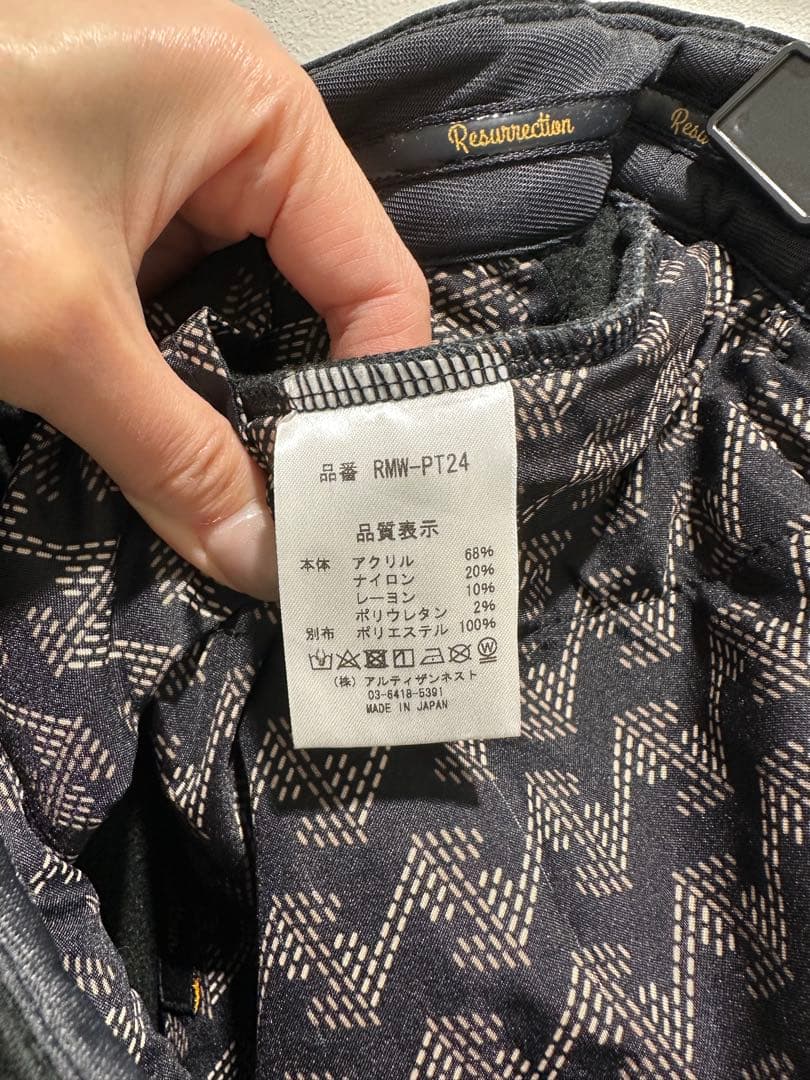 Resurrection
Resu
品番 RMW-PT24
品質表示
本体 アクリル 68%
ナイロン 20%
レーヨン 10%
ポリウレタン 2%
別布 ポリエステル 100%
(株) アルティザンネスト
03-6418-5391
MADE IN JAPAN